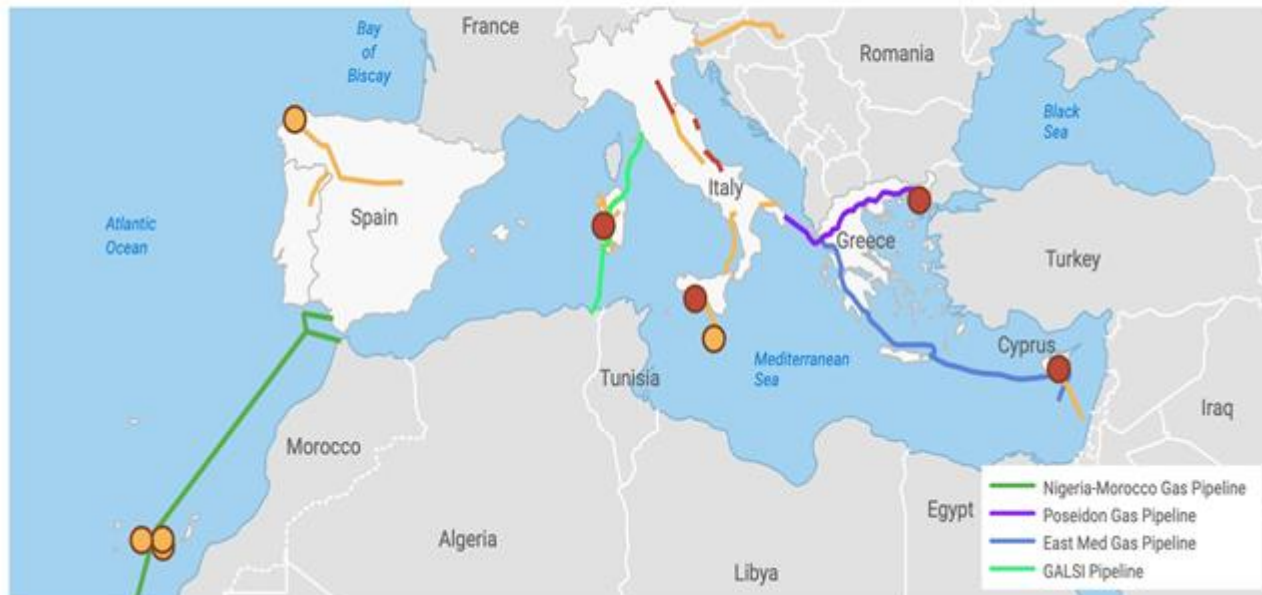 France
Bay
of
Biscay
Romania
Black
Sea
Italy
Spain
Atlantic
Ocean
Greece
Turkey
Cyprus
Mediterranean
Sea
Tunisia
Iraq
Morocco
Egypt
Algeria
Libya
Nigeria-Morocco Gas Pipeline
Poseidon Gas Pipeline
East Med Gas Pipeline
GALSI Pipeline